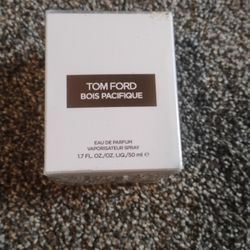 TOM FORD
BOIS PACIFIQUE
EAU DE PARFUM
VAPORISATEUR SPRAY
1.7 FL. OZ./OZ. LIQ./50 ml ℮